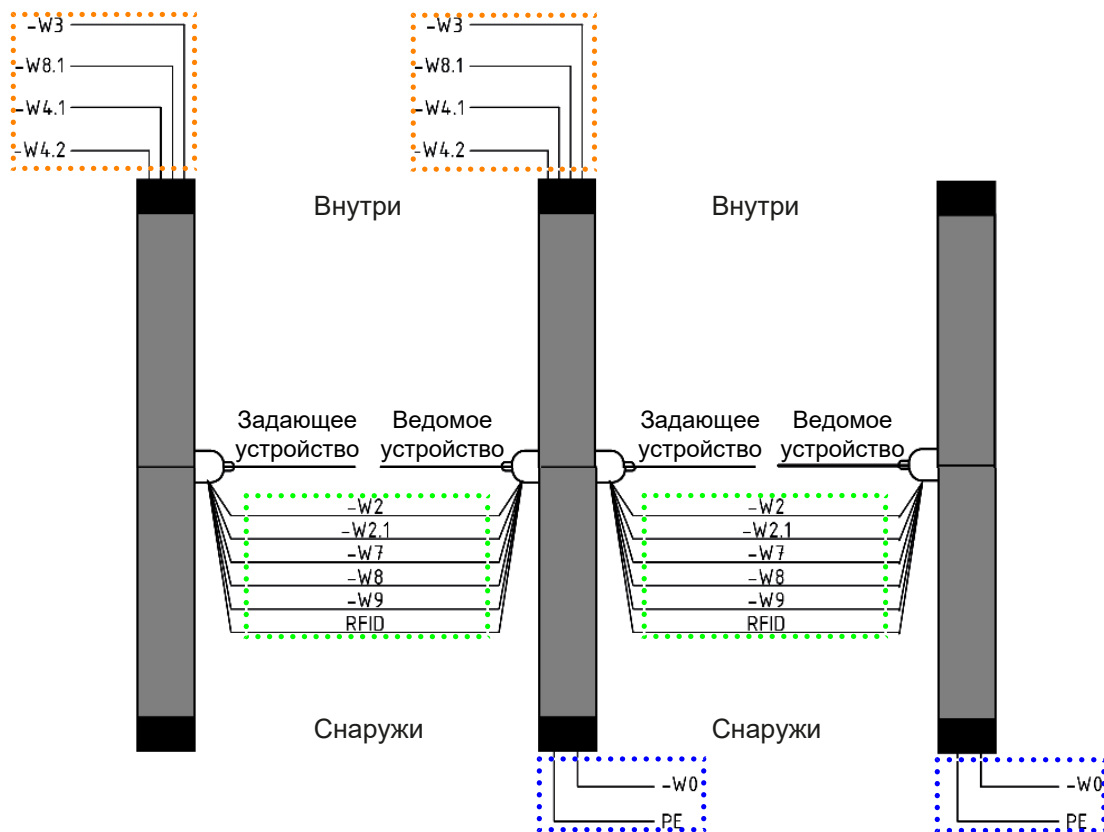 -W3
-W8.1
-W4.1
-W4.2
-W3
-W8.1
-W4.1
-W4.2
Внутри
Внутри
Задающее
устройство
Ведомое
устройство
Задающее
устройство
Ведомое
устройство
-W2
-W2.1
-W7
-W8
-W9
RFID
-W2
-W2.1
-W7
-W8
-W9
RFID
Снаружи
Снаружи
-W0
PE
-W0
PE